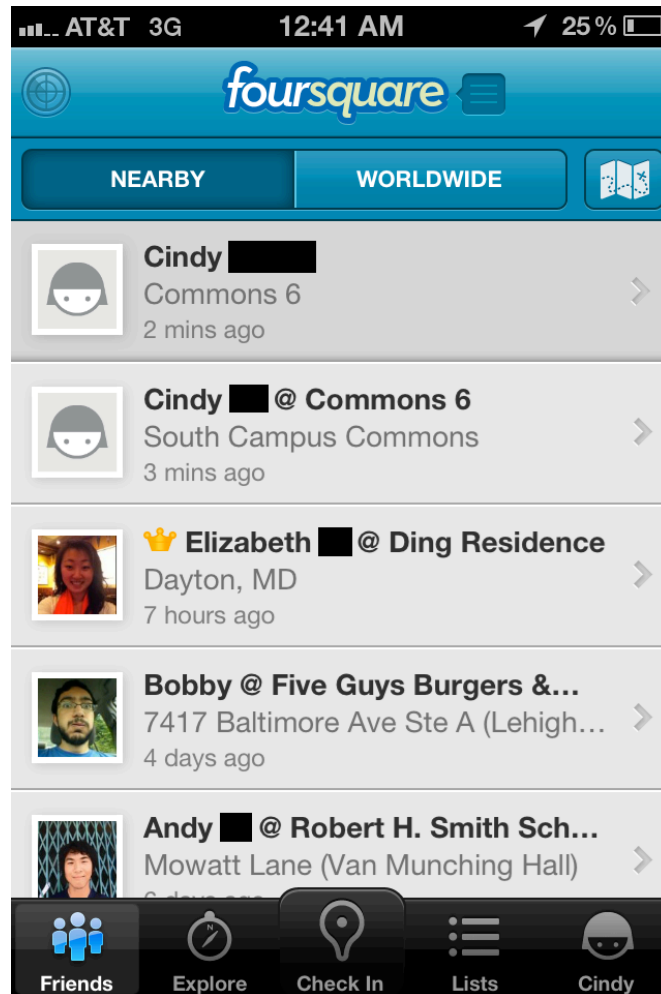 AT&T 3G 12:41 AM 25%
foursquare
NEARBY WORLDWIDE
Cindy
Commons 6
2 mins ago
Cindy @ Commons 6
South Campus Commons
3 mins ago
Elizabeth @ Ding Residence
Dayton, MD
7 hours ago
Bobby @ Five Guys Burgers &...
7417 Baltimore Ave Ste A (Lehigh...
4 days ago
Andy @ Robert H. Smith Sch...
Mowatt Lane (Van Munching Hall)
6 days ago
Friends Explore Check In Lists Cindy